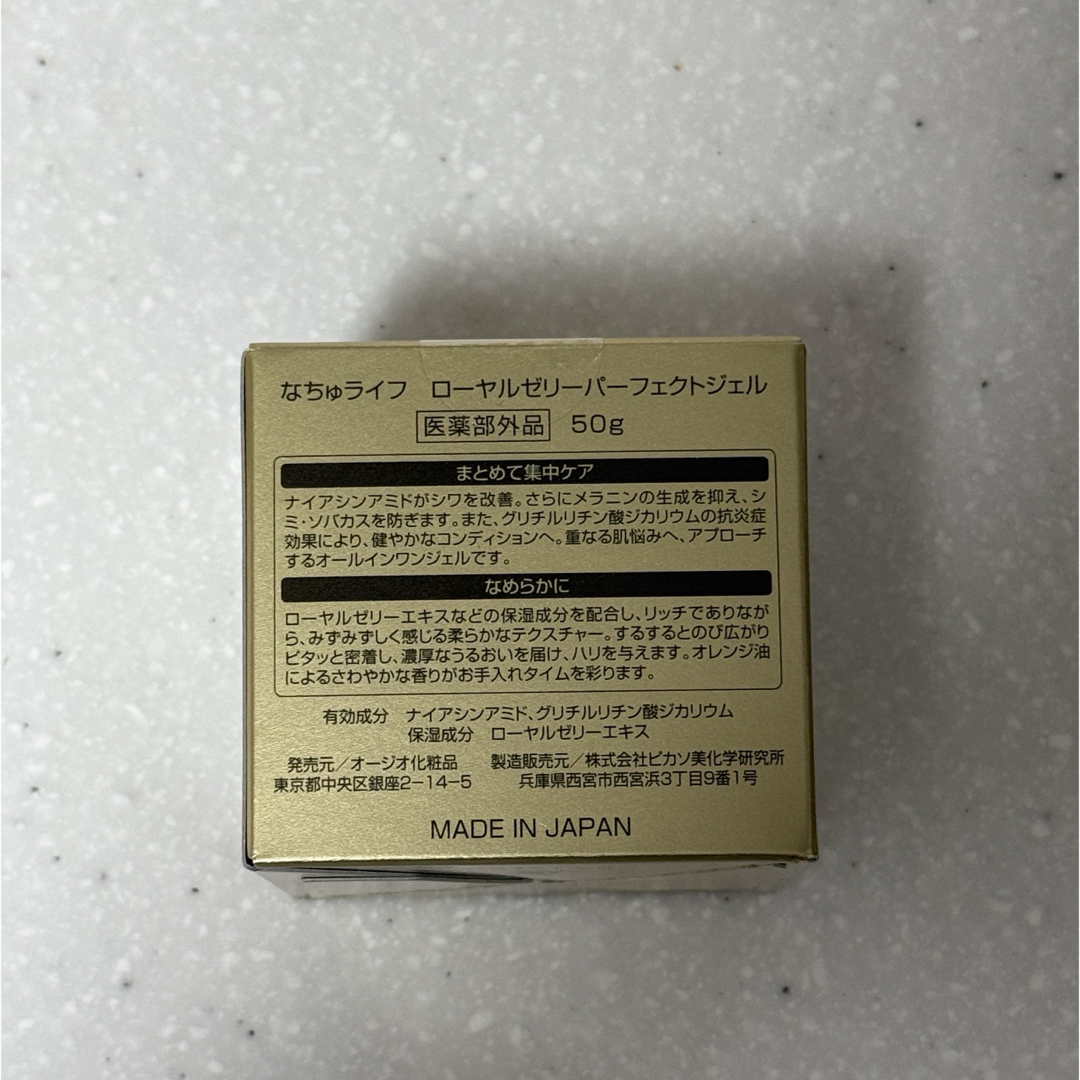 なちゅライフ ローヤルゼリーパーフェクトジェル
医薬部外品 50g
まとめて集中ケア
ナイアシンアミドがシワを改善。さらにメラニンの生成を抑え、シ
ミ・ソバカスを防ぎます。また、グリチルリチン酸ジカリウムの抗炎症
効果により、健やかなコンディションへ。重なる肌悩みへ、アプローチ
するオールインワンジェルです。
なめらかに
ローヤルゼリーエキスなどの保湿成分を配合し、リッチでありなが
ら、みずみずしく感じる柔らかなテクスチャー。するするとのび広がり
ピタッと密着し、濃厚なうるおいを届け、ハリを与えます。オレンジ油
によるさわやかな香りがお手入れタイムを彩ります。
有効成分 ナイアシンアミド、グリチルリチン酸ジカリウム
保湿成分 ローヤルゼリーエキス
発売元/オージオ化粧品 製造販売元/株式会社ピカソ美化学研究所
東京都中央区銀座2-14-5 兵庫県西宮市西宮浜3丁目9番1号
MADE IN JAPAN